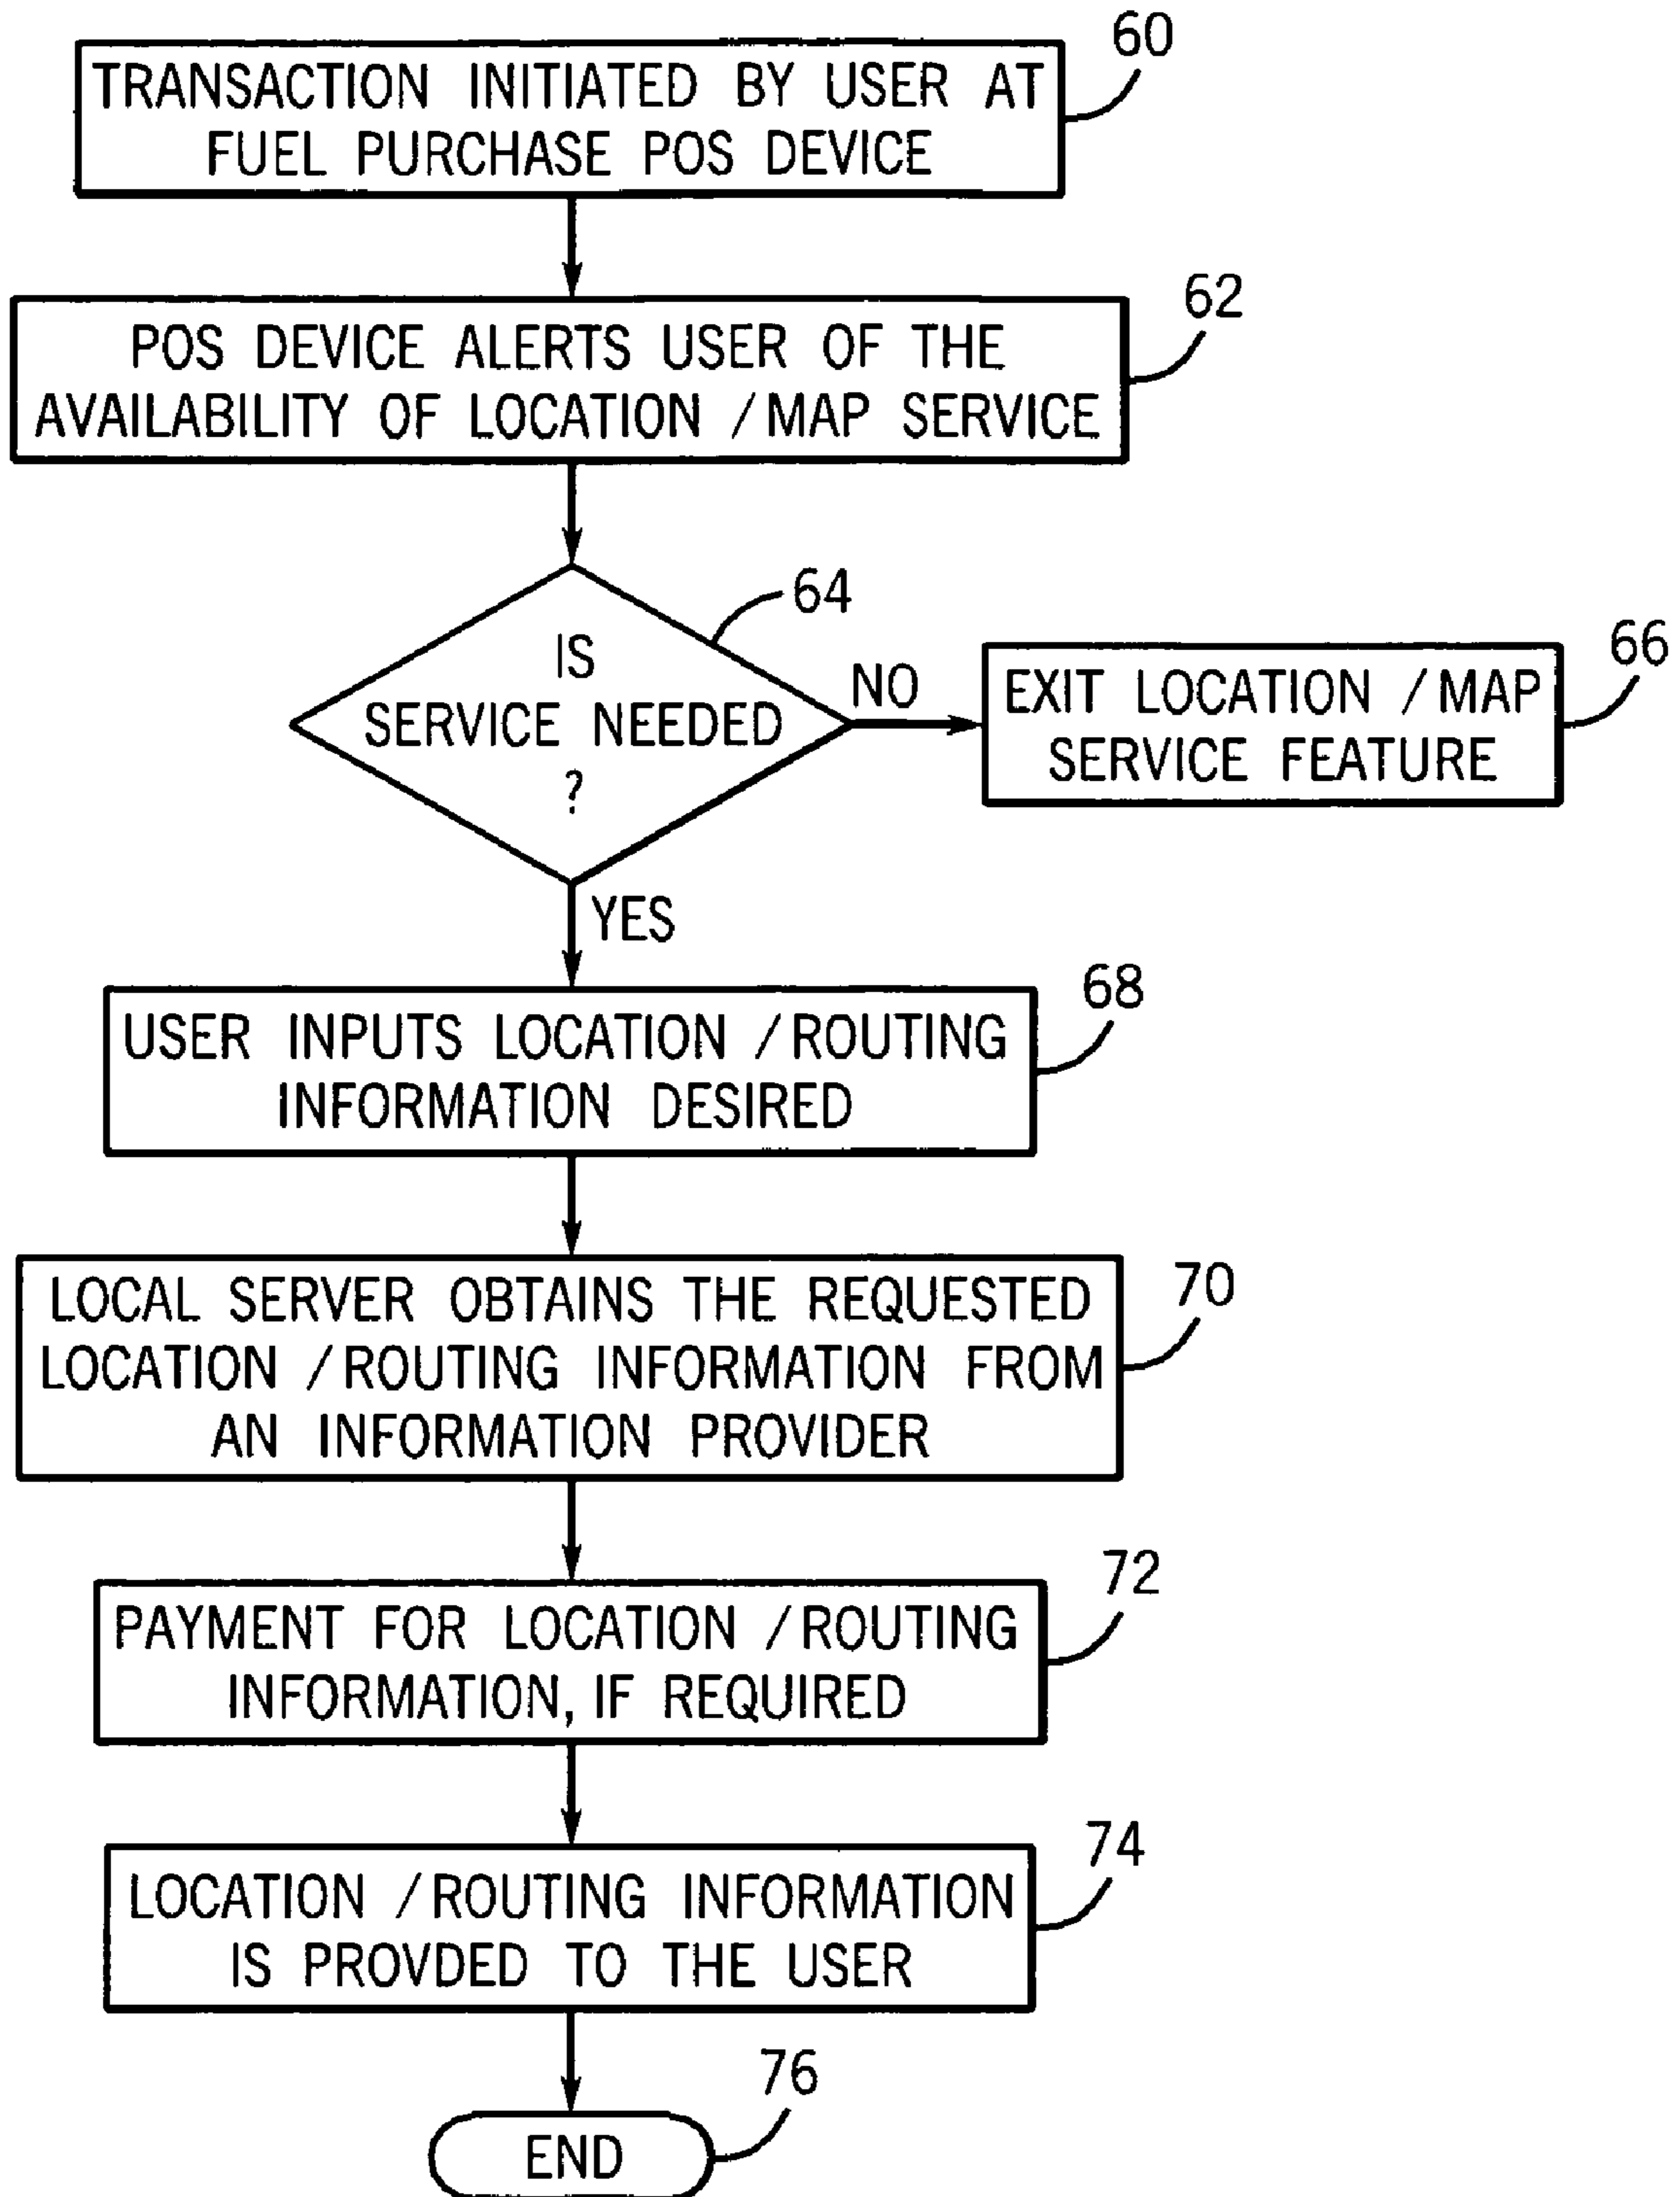 60
TRANSACTION INITIATED BY USER AT
FUEL PURCHASE POS DEVICE
62
POS DEVICE ALERTS USER OF THE
AVAILABILITY OF LOCATION /MAP SERVICE
64
IS
SERVICE NEEDED
?
NO
66
EXIT LOCATION /MAP
SERVICE FEATURE
YES
68
USER INPUTS LOCATION /ROUTING
INFORMATION DESIRED
70
LOCAL SERVER OBTAINS THE REQUESTED
LOCATION /ROUTING INFORMATION FROM
AN INFORMATION PROVIDER
72
PAYMENT FOR LOCATION /ROUTING
INFORMATION, IF REQUIRED
74
LOCATION /ROUTING INFORMATION
IS PROVDED TO THE USER
76
END